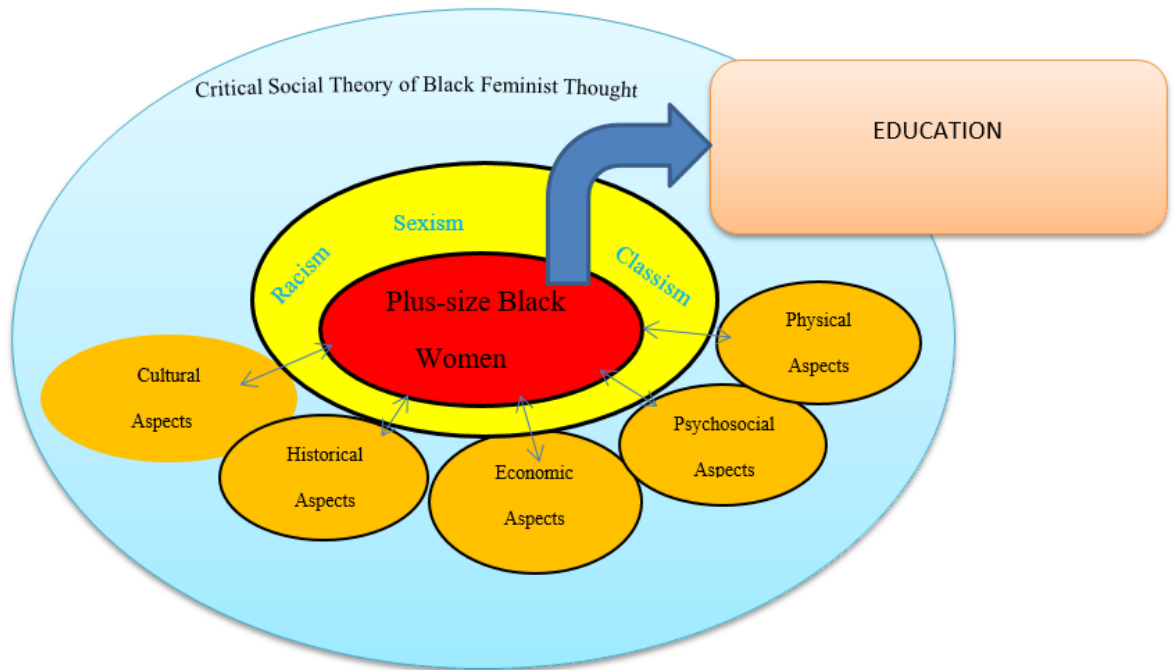 Critical Social Theory of Black Feminist Thought
EDUCATION
Sexism
Racism
Classism
Plus-size Black
Women
Physical
Aspects
Cultural
Aspects
Psychosocial
Aspects
Historical
Aspects
Economic
Aspects